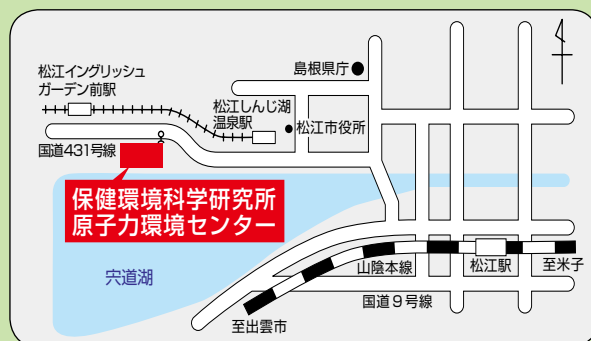 島根県庁
松江イングリッシュ
ガーデン前駅
松江しんじ湖
温泉駅
松江市役所
国道431号線
保健環境科学研究所
原子力環境センター
宍道湖
山陰本線
松江駅
至米子
国道9号線
至出雲市